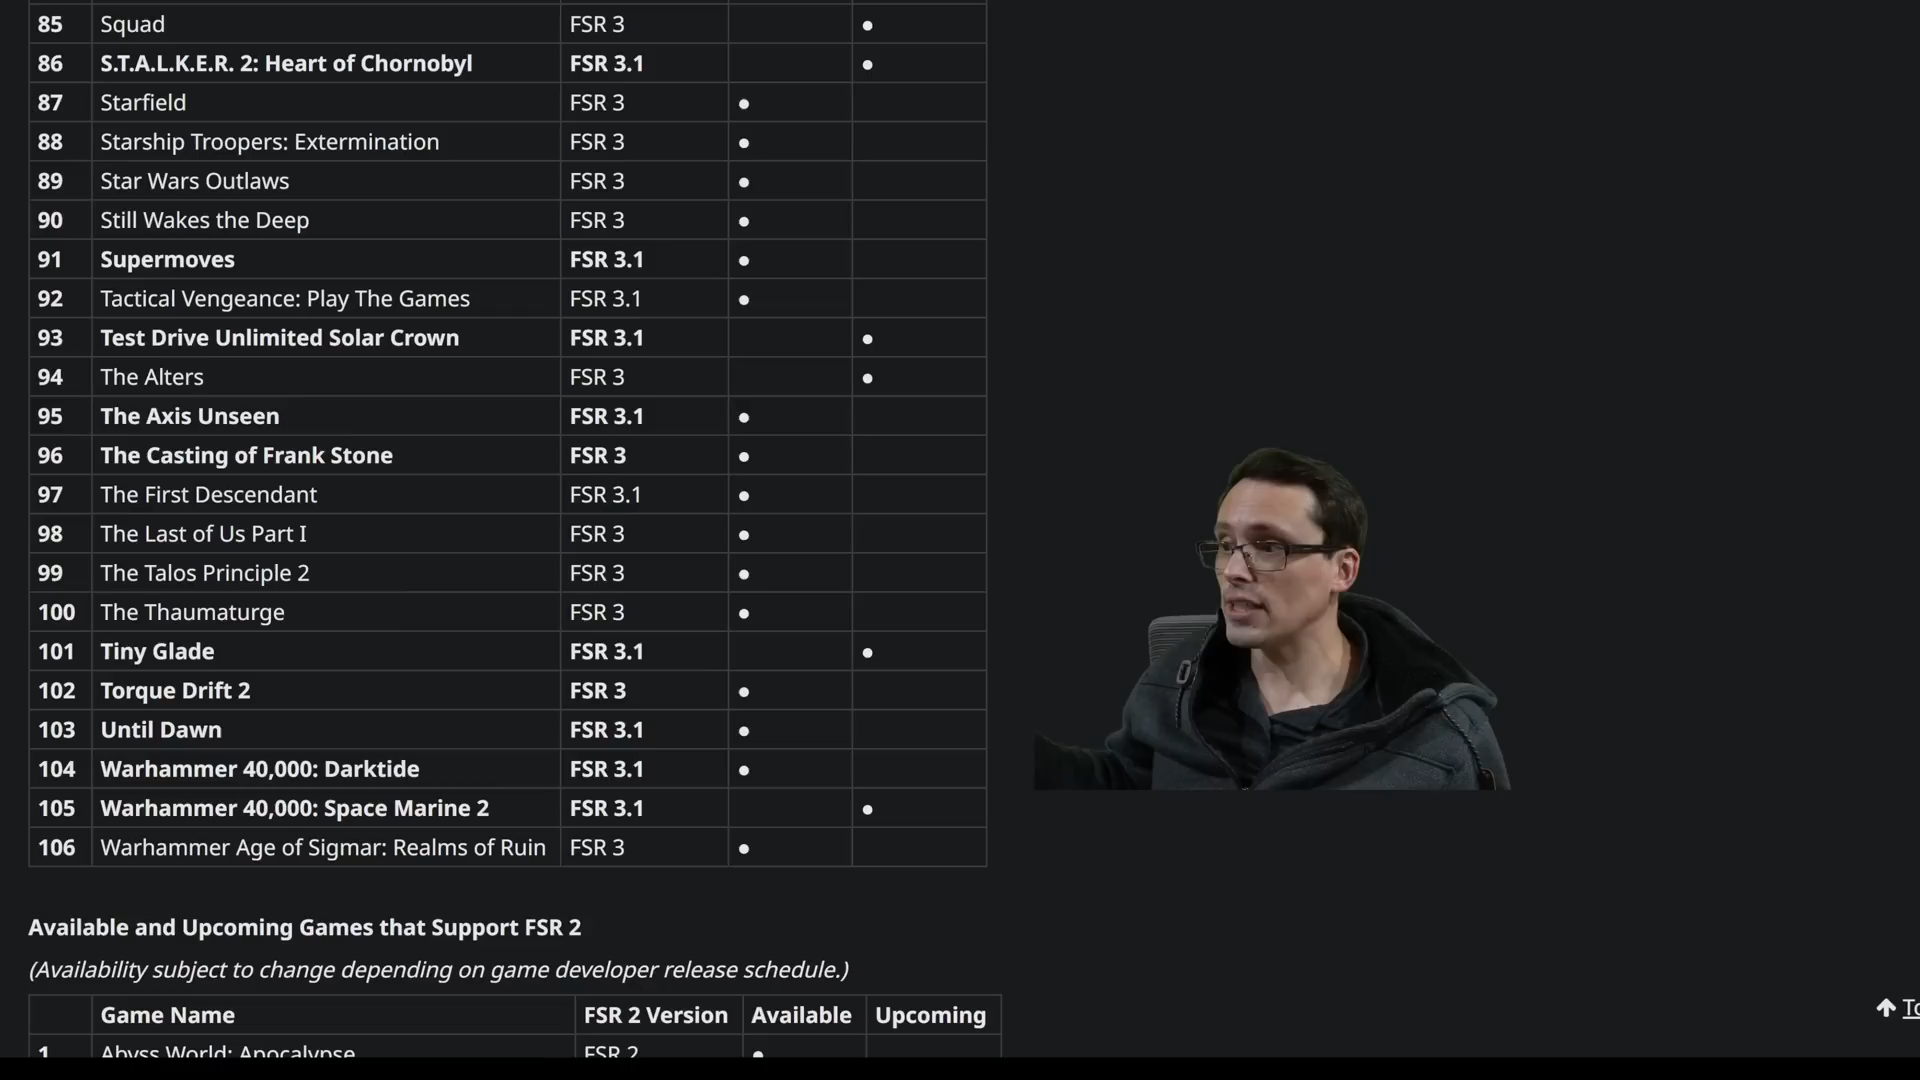 85 Squad FSR 3 ●
86 S.T.A.L.K.E.R. 2: Heart of Chornobyl FSR 3.1 ●
87 Starfield FSR 3 ●
88 Starship Troopers: Extermination FSR 3 ●
89 Star Wars Outlaws FSR 3 ●
90 Still Wakes the Deep FSR 3 ●
91 Supermoves FSR 3.1 ●
92 Tactical Vengeance: Play The Games FSR 3.1 ●
93 Test Drive Unlimited Solar Crown FSR 3.1 ●
94 The Alters FSR 3 ●
95 The Axis Unseen FSR 3.1 ●
96 The Casting of Frank Stone FSR 3 ●
97 The First Descendant FSR 3.1 ●
98 The Last of Us Part I FSR 3 ●
99 The Talos Principle 2 FSR 3 ●
100 The Thaumaturge FSR 3 ●
101 Tiny Glade FSR 3.1 ●
102 Torque Drift 2 FSR 3 ●
103 Until Dawn FSR 3.1 ●
104 Warhammer 40,000: Darktide FSR 3.1 ●
105 Warhammer 40,000: Space Marine 2 FSR 3.1 ●
106 Warhammer Age of Sigmar: Realms of Ruin FSR 3 ●
Available and Upcoming Games that Support FSR 2
(Availability subject to change depending on game developer release schedule.)
Game Name FSR 2 Version Available Upcoming
1 Abyss World: Apocalypse FSR 2 ●